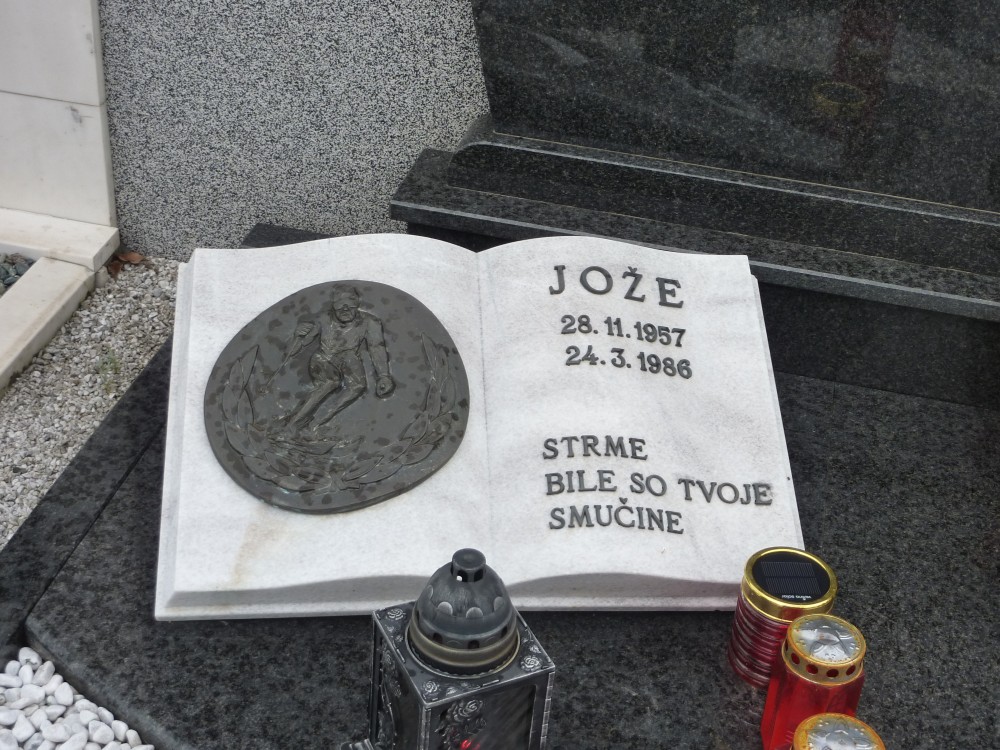 JOŽE
28. 11. 1957
24. 3. 1986
STRME
BILE SO TVOJE
SMUČINE